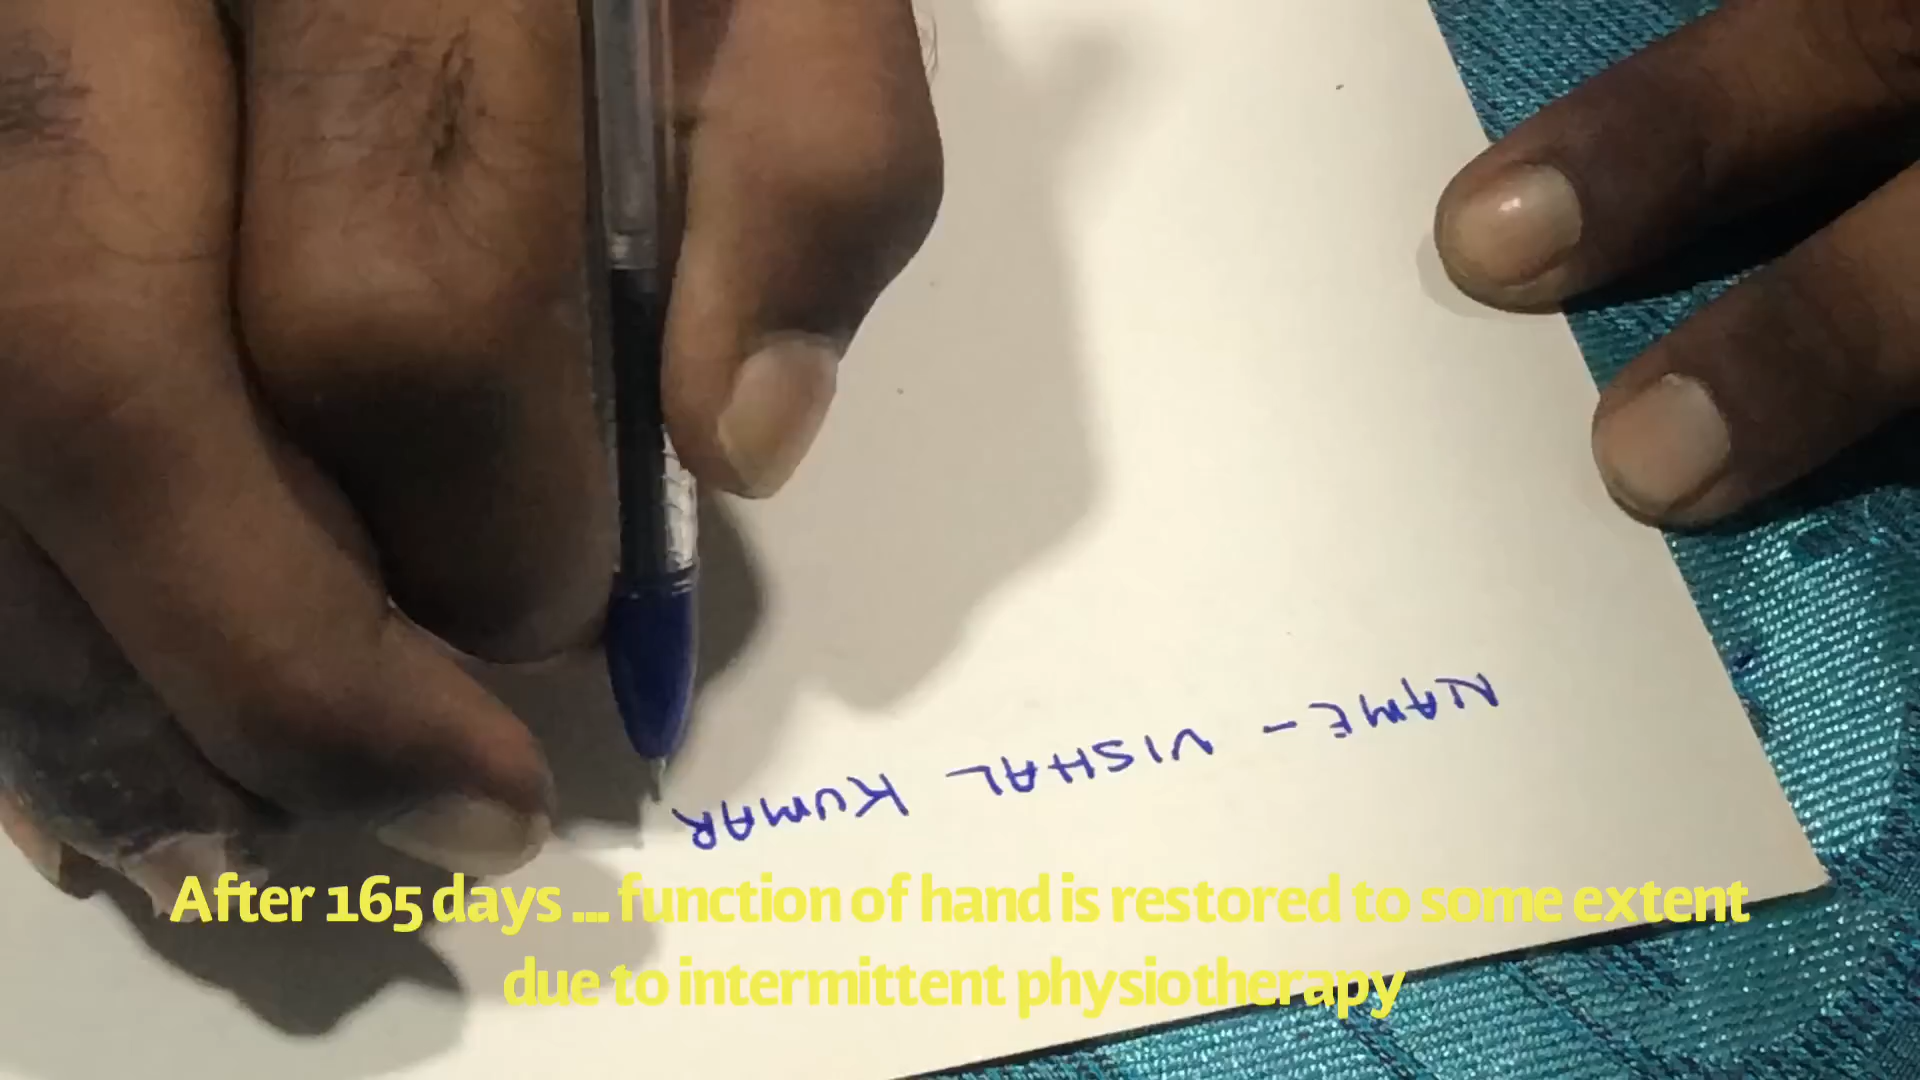 NAME - VISHAL KUMAR
After 165 days ... function of hand is restored to some extent
due to intermittent physiotherapy